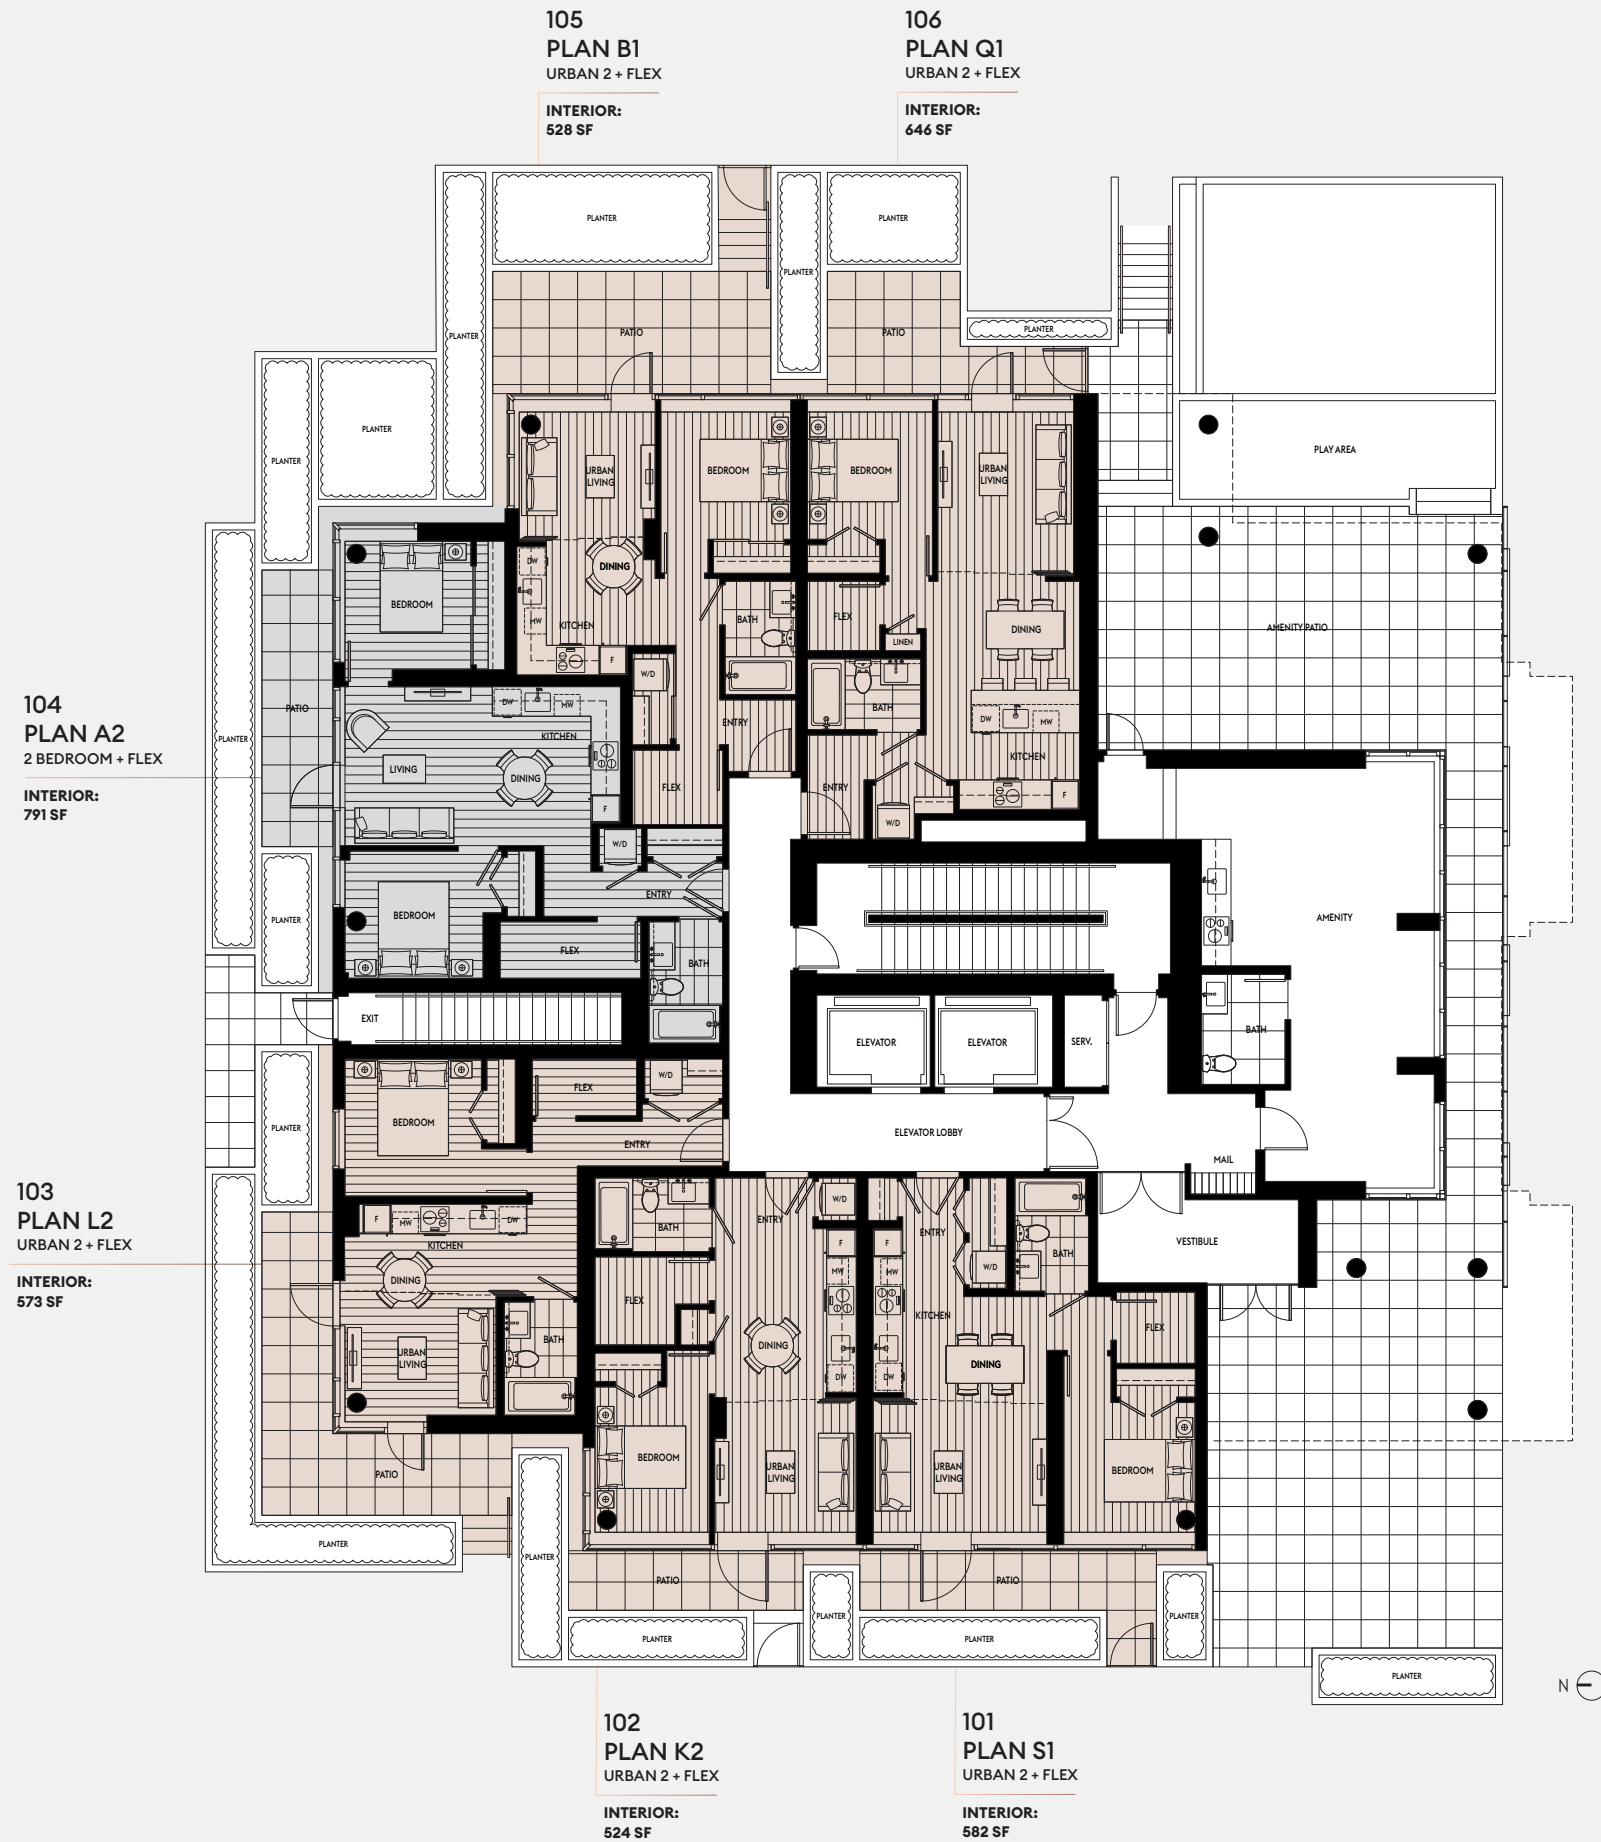 105
PLAN B1
URBAN 2 + FLEX
INTERIOR:
528 SF
106
PLAN Q1
URBAN 2 + FLEX
INTERIOR:
646 SF
PLANTER
PLANTER
PLANTER
PLANTER
PATIO
PATIO
PLANTER
PLANTER
PLANTER
PLANTER
PLAY AREA
URBAN
LIVING
BEDROOM
BEDROOM
URBAN
LIVING
DW
DINING
MW
KITCHEN
F
BATH
W/D
ENTRY
FLEX
FLEX
LINEN
DINING
BATH
DW
MW
KITCHEN
F
ENTRY
W/D
AMENITY PATIO
104
PLAN A2
2 BEDROOM + FLEX
INTERIOR:
791 SF
PLANTER
PATIO
BEDROOM
DW
MW
KITCHEN
LIVING
DINING
F
W/D
ENTRY
BEDROOM
FLEX
BATH
PLANTER
EXIT
AMENITY
BATH
ELEVATOR
ELEVATOR
SERV.
ELEVATOR LOBBY
MAIL
VESTIBULE
103
PLAN L2
URBAN 2 + FLEX
INTERIOR:
573 SF
PLANTER
BEDROOM
FLEX
W/D
ENTRY
F
MW
DW
KITCHEN
DINING
URBAN
LIVING
BATH
PATIO
PLANTER
BATH
ENTRY
W/D
F
MW
FLEX
DINING
DW
BEDROOM
URBAN
LIVING
PATIO
PLANTER
PLANTER
F
ENTRY
MW
KITCHEN
W/D
BATH
DINING
DW
FLEX
URBAN
LIVING
BEDROOM
PATIO
PLANTER
PLANTER
PLANTER
PLANTER
N
102
PLAN K2
URBAN 2 + FLEX
INTERIOR:
524 SF
101
PLAN S1
URBAN 2 + FLEX
INTERIOR:
582 SF